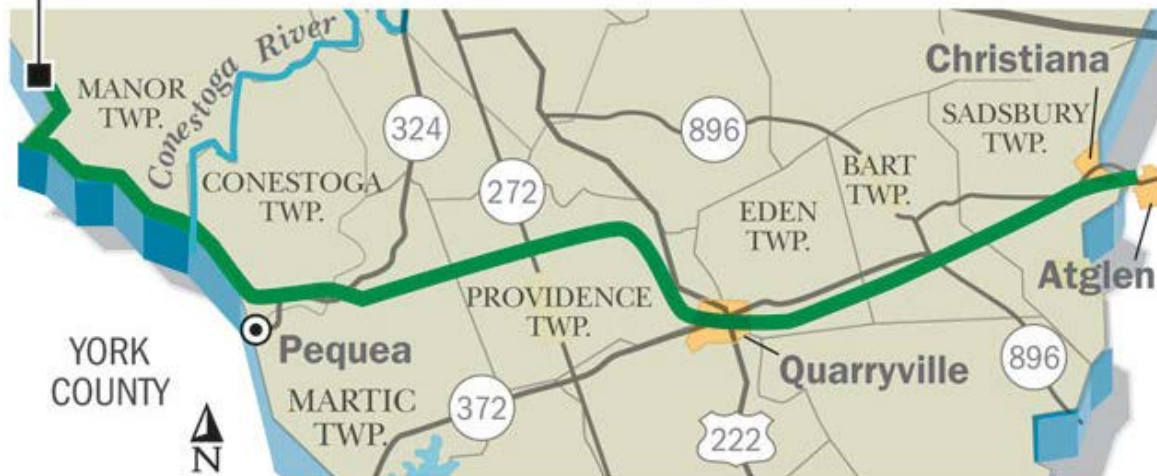 Conestoga River
Christiana
MANOR
TWP.
324
896
SADSBURY
TWP.
CONESTOGA
TWP.
272
BART
TWP.
EDEN
TWP.
Atglen
PROVIDENCE
TWP.
YORK
COUNTY
Pequea
Quarryville
896
MARTIC
TWP.
372
222
N